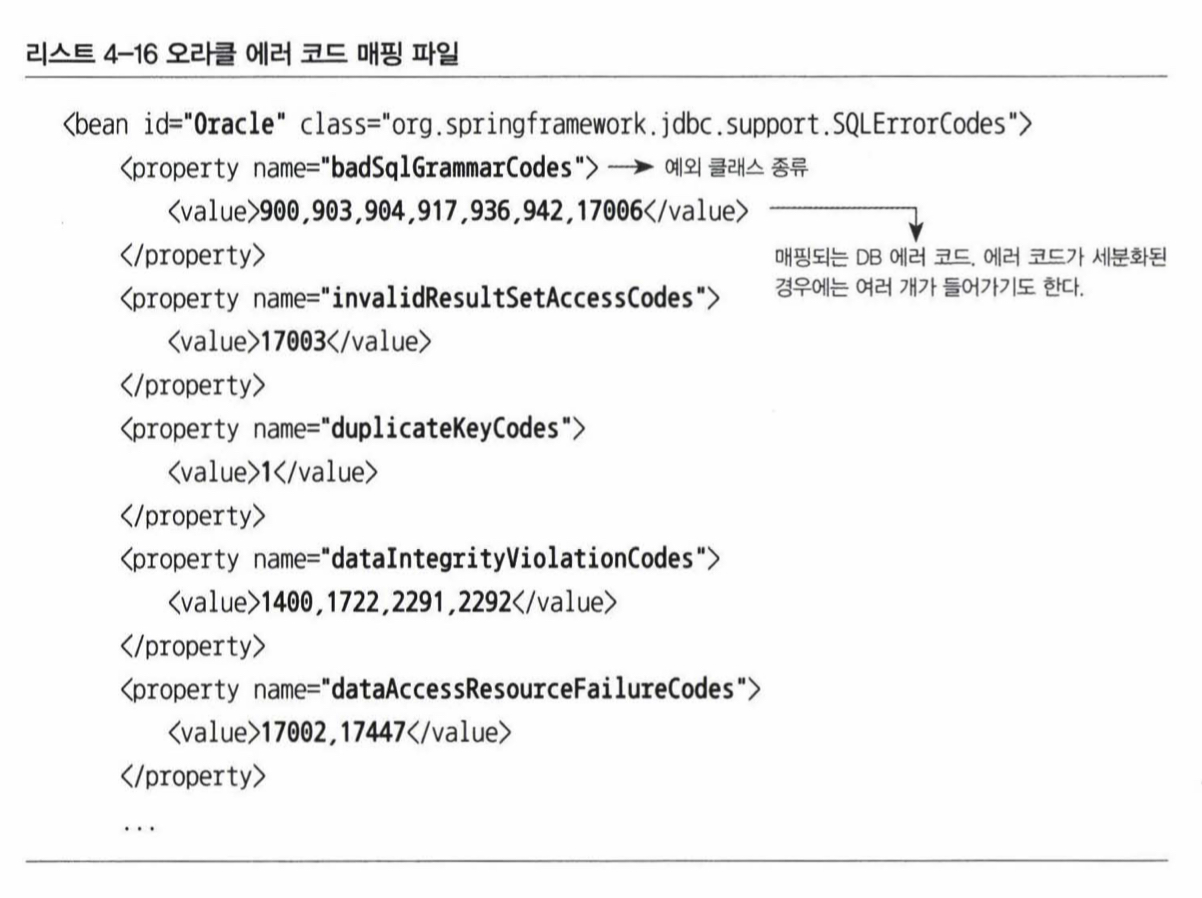 리스트 4-16 오라클 에러 코드 매핑 파일
<bean id="Oracle" class="org.springframework.jdbc.support.SQLErrorCodes">
<property name="badSqlGrammarCodes"> → 예외 클래스 종류
<value>900,903,904,917,936,942,17006</value>
</property>
매핑되는 DB 에러 코드. 에러 코드가 세분화된
경우에는 여러 개가 들어가기도 한다.
<property name="invalidResultSetAccessCodes">
<value>17003</value>
</property>
<property name="duplicateKeyCodes">
<value>1</value>
</property>
<property name="dataIntegrityViolationCodes">
<value>1400,1722,2291,2292</value>
</property>
<property name="dataAccessResourceFailureCodes">
<value>17002,17447</value>
</property>
...